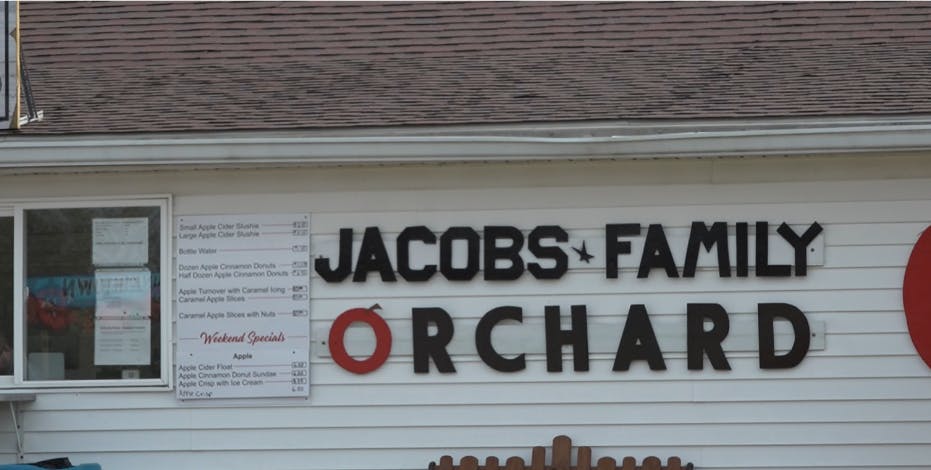 JACOBS ★ FAMILY
ORCHARD
Small Apple Cider Slushie
Large Apple Cider Slushie
Bottle Water
Dozen Apple Cinnamon Donuts
Half Dozen Apple Cinnamon Donuts
Apple Turnover with Caramel Icing
Caramel Apple Slices
Caramel Apple Slices with Nuts
Weekend Specials
Apple
Apple Cider Float
Apple Cinnamon Donut Sundae
Apple Crisp with Ice Cream
Apple Crisp